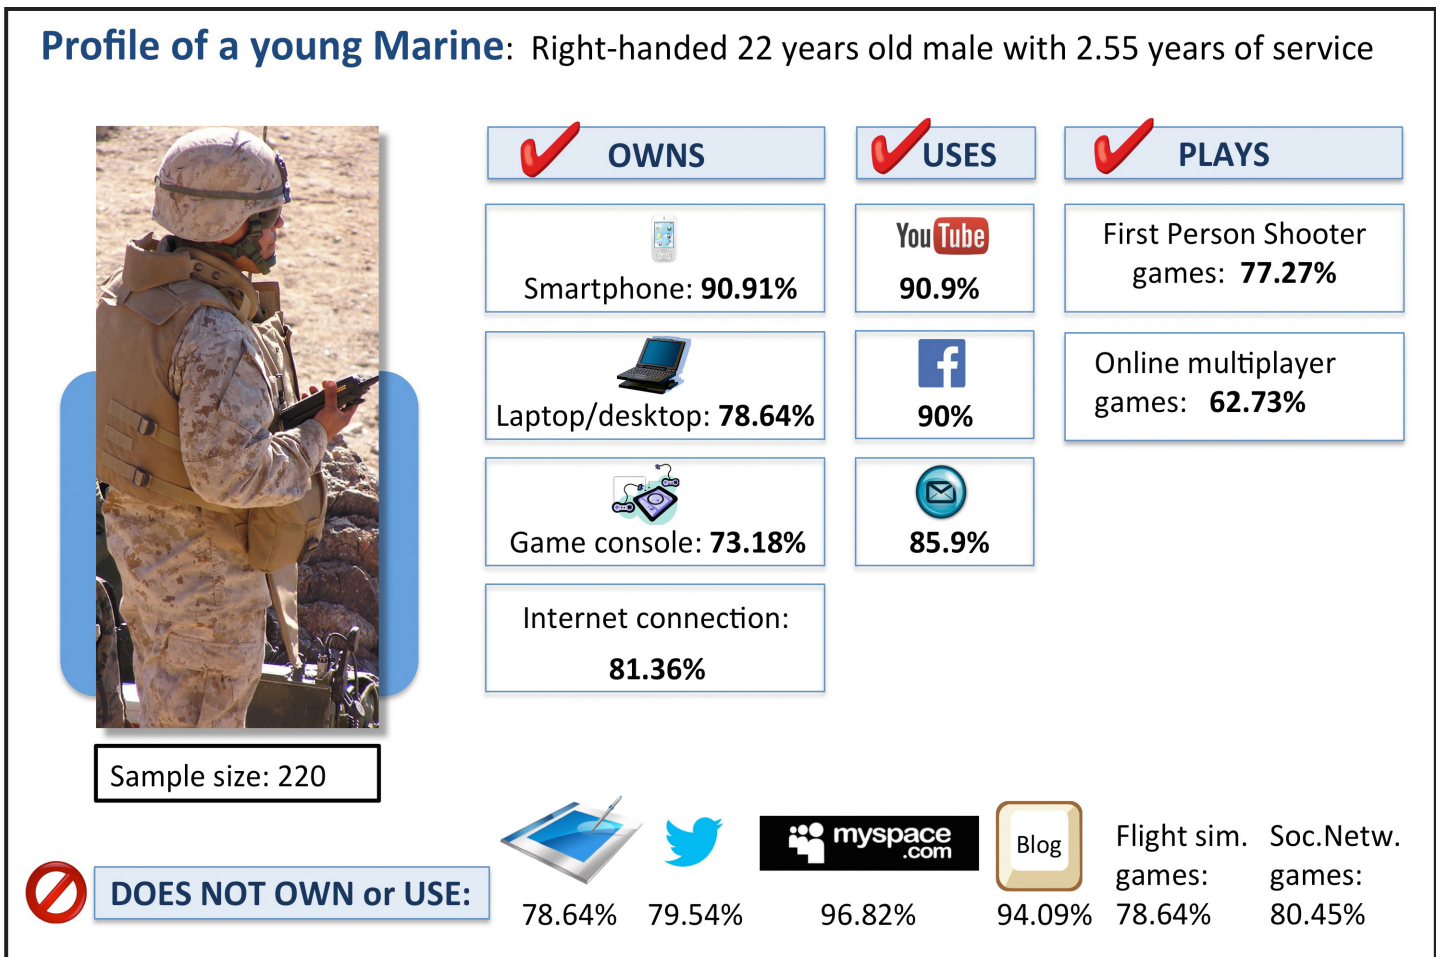 Profile of a young Marine: Right-handed 22 years old male with 2.55 years of service
OWNS
USES
PLAYS
Smartphone: 90.91%
Laptop/desktop: 78.64%
Game console: 73.18%
Internet connection:
81.36%
YouTube
90.9%
f
90%
85.9%
First Person Shooter
games: 77.27%
Online multiplayer
games: 62.73%
Sample size: 220
DOES NOT OWN or USE:
78.64%
79.54%
myspace
.com
96.82%
Blog
94.09%
Flight sim.
games:
78.64%
Soc.Netw.
games:
80.45%